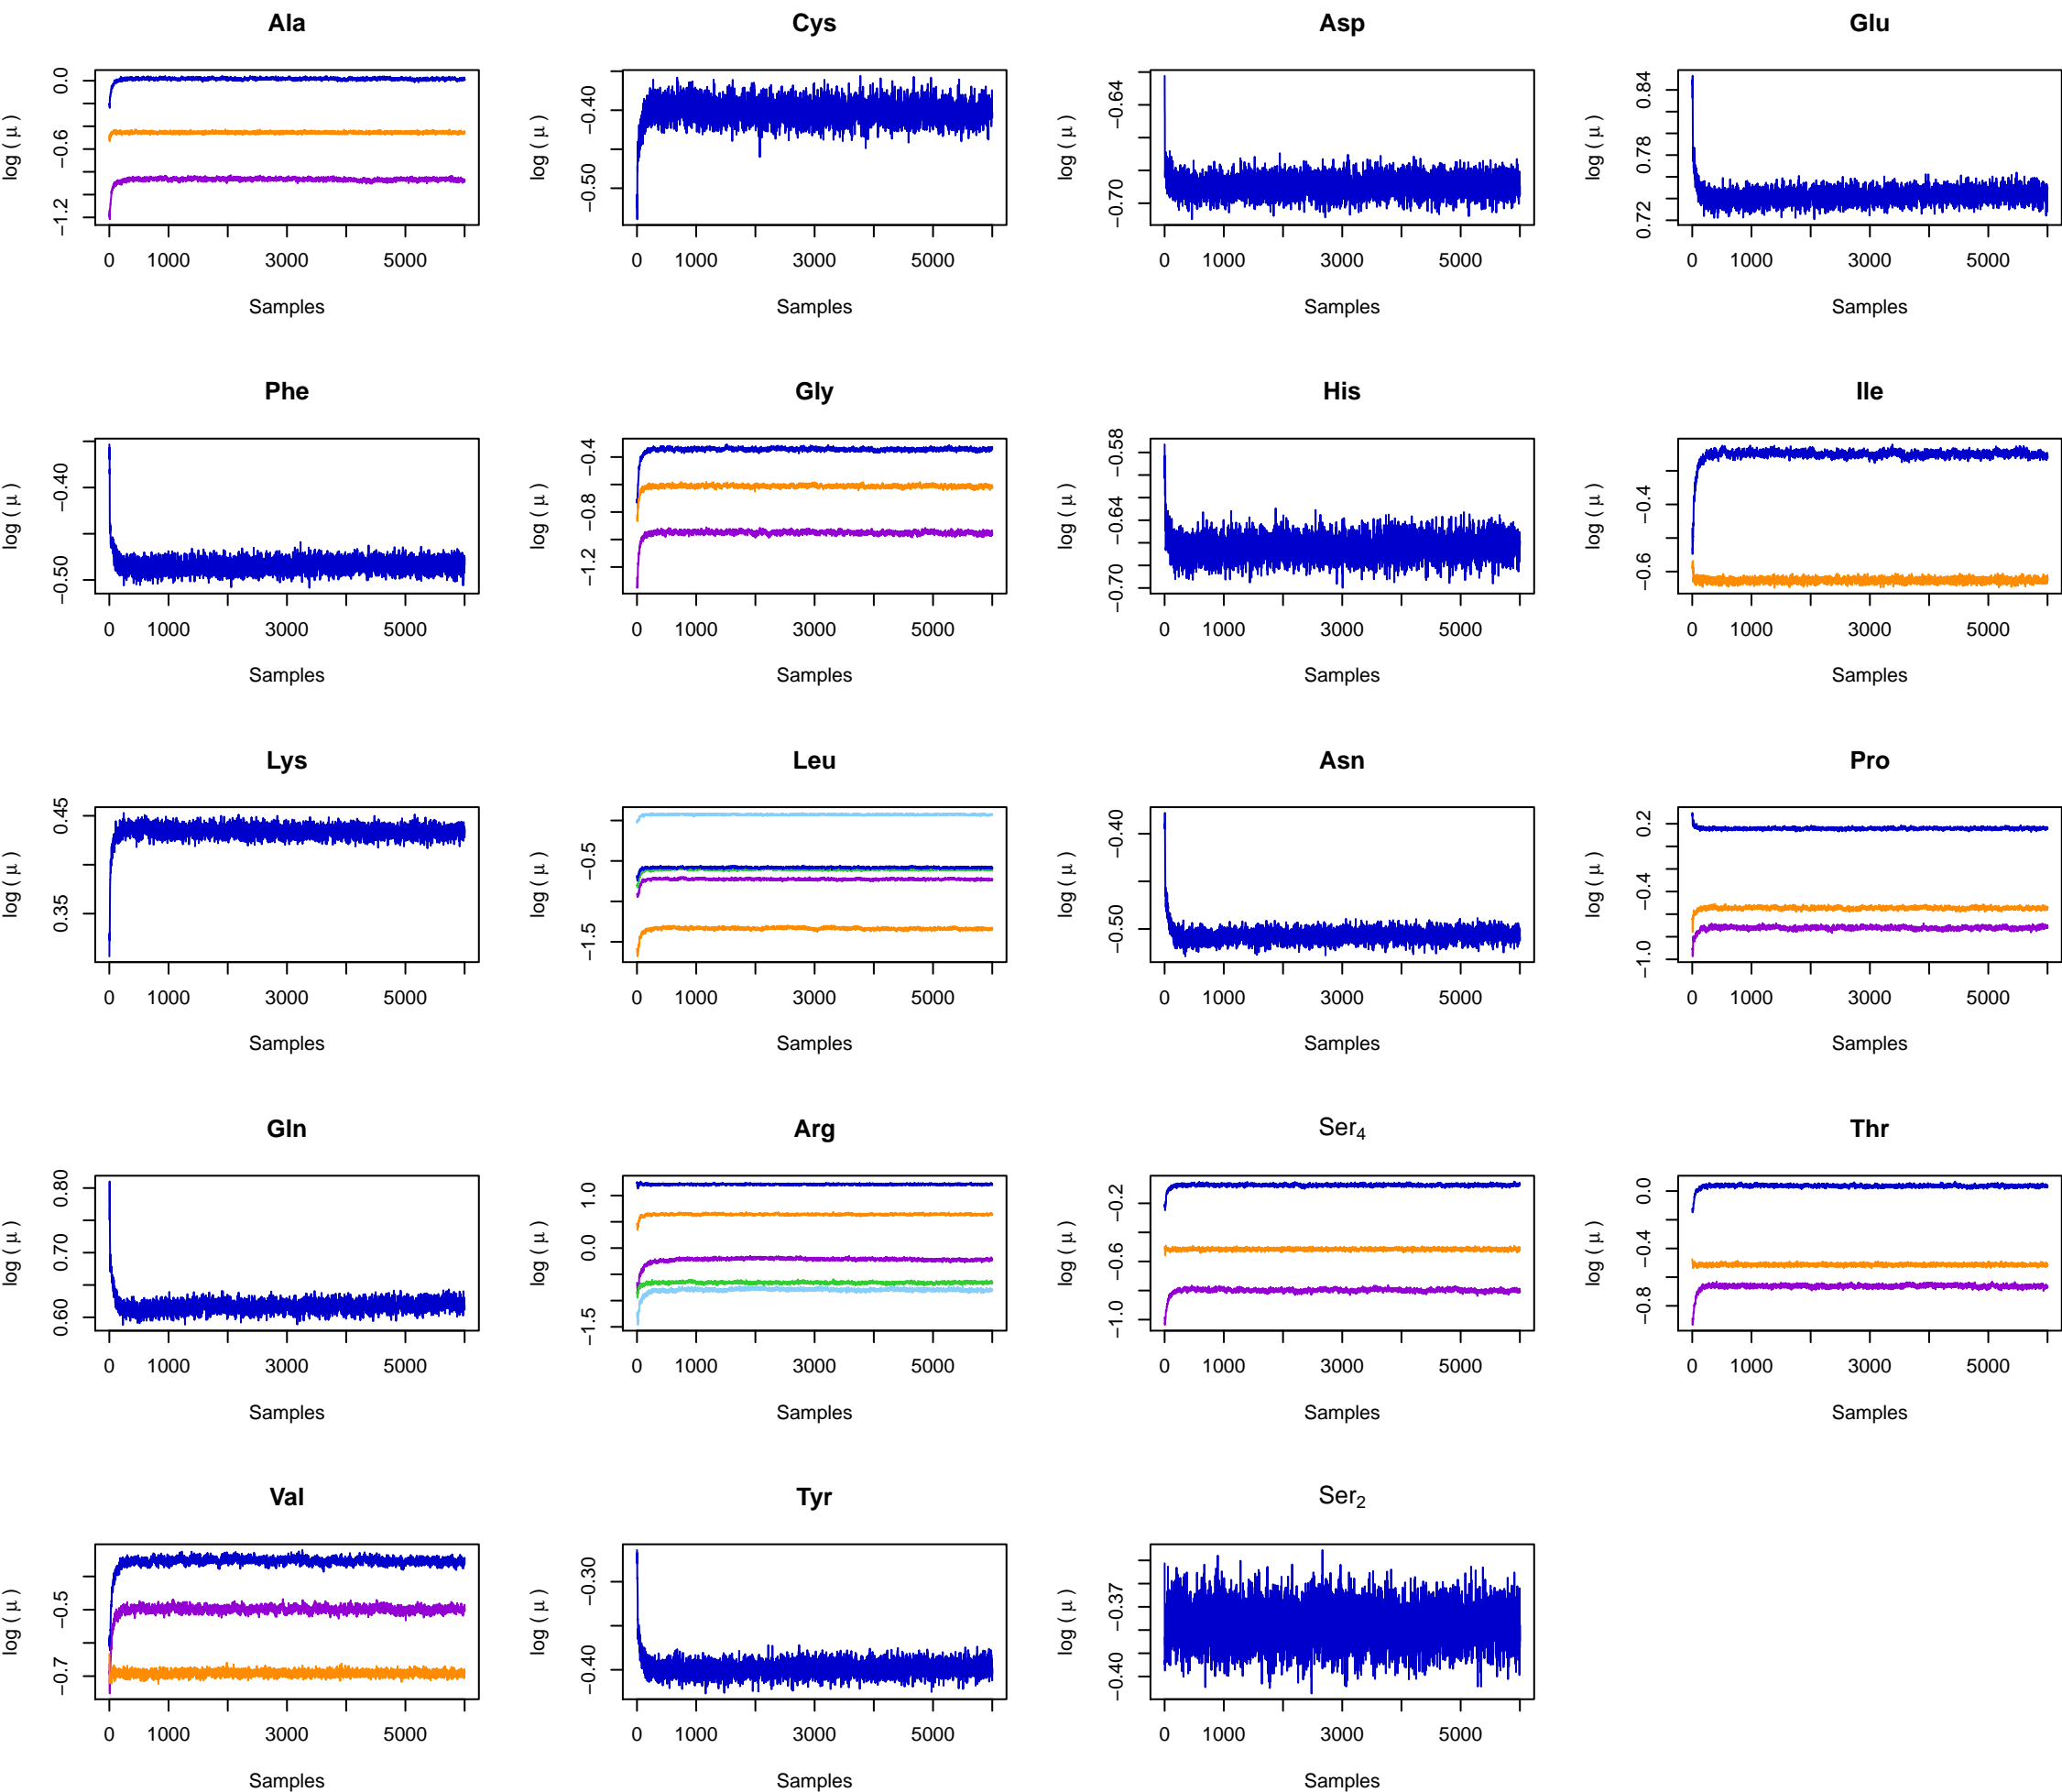 Ala
Cys
Asp
Glu
log ( μ )
0.0
−0.6
−1.2
0 1000 3000 5000
Samples
log ( μ )
−0.40
−0.50
0 1000 3000 5000
Samples
log ( μ )
−0.64
−0.70
0 1000 3000 5000
Samples
log ( μ )
0.84
0.78
0.72
0 1000 3000 5000
Samples
Phe
Gly
His
Ile
log ( μ )
−0.40
−0.50
0 1000 3000 5000
Samples
log ( μ )
−0.4
−0.8
−1.2
0 1000 3000 5000
Samples
log ( μ )
−0.58
−0.64
−0.70
0 1000 3000 5000
Samples
log ( μ )
−0.4
−0.6
0 1000 3000 5000
Samples
Lys
Leu
Asn
Pro
log ( μ )
0.45
0.35
0 1000 3000 5000
Samples
log ( μ )
−0.5
−1.5
0 1000 3000 5000
Samples
log ( μ )
−0.40
−0.50
0 1000 3000 5000
Samples
log ( μ )
0.2
−0.4
−1.0
0 1000 3000 5000
Samples
Gln
Arg
Ser₄
Thr
log ( μ )
0.80
0.70
0.60
0 1000 3000 5000
Samples
log ( μ )
1.0
0.0
−1.5
0 1000 3000 5000
Samples
log ( μ )
−0.2
−0.6
−1.0
0 1000 3000 5000
Samples
log ( μ )
0.0
−0.4
−0.8
0 1000 3000 5000
Samples
Val
Tyr
Ser₂
log ( μ )
−0.5
−0.7
0 1000 3000 5000
Samples
log ( μ )
−0.30
−0.40
0 1000 3000 5000
Samples
log ( μ )
−0.37
−0.40
0 1000 3000 5000
Samples